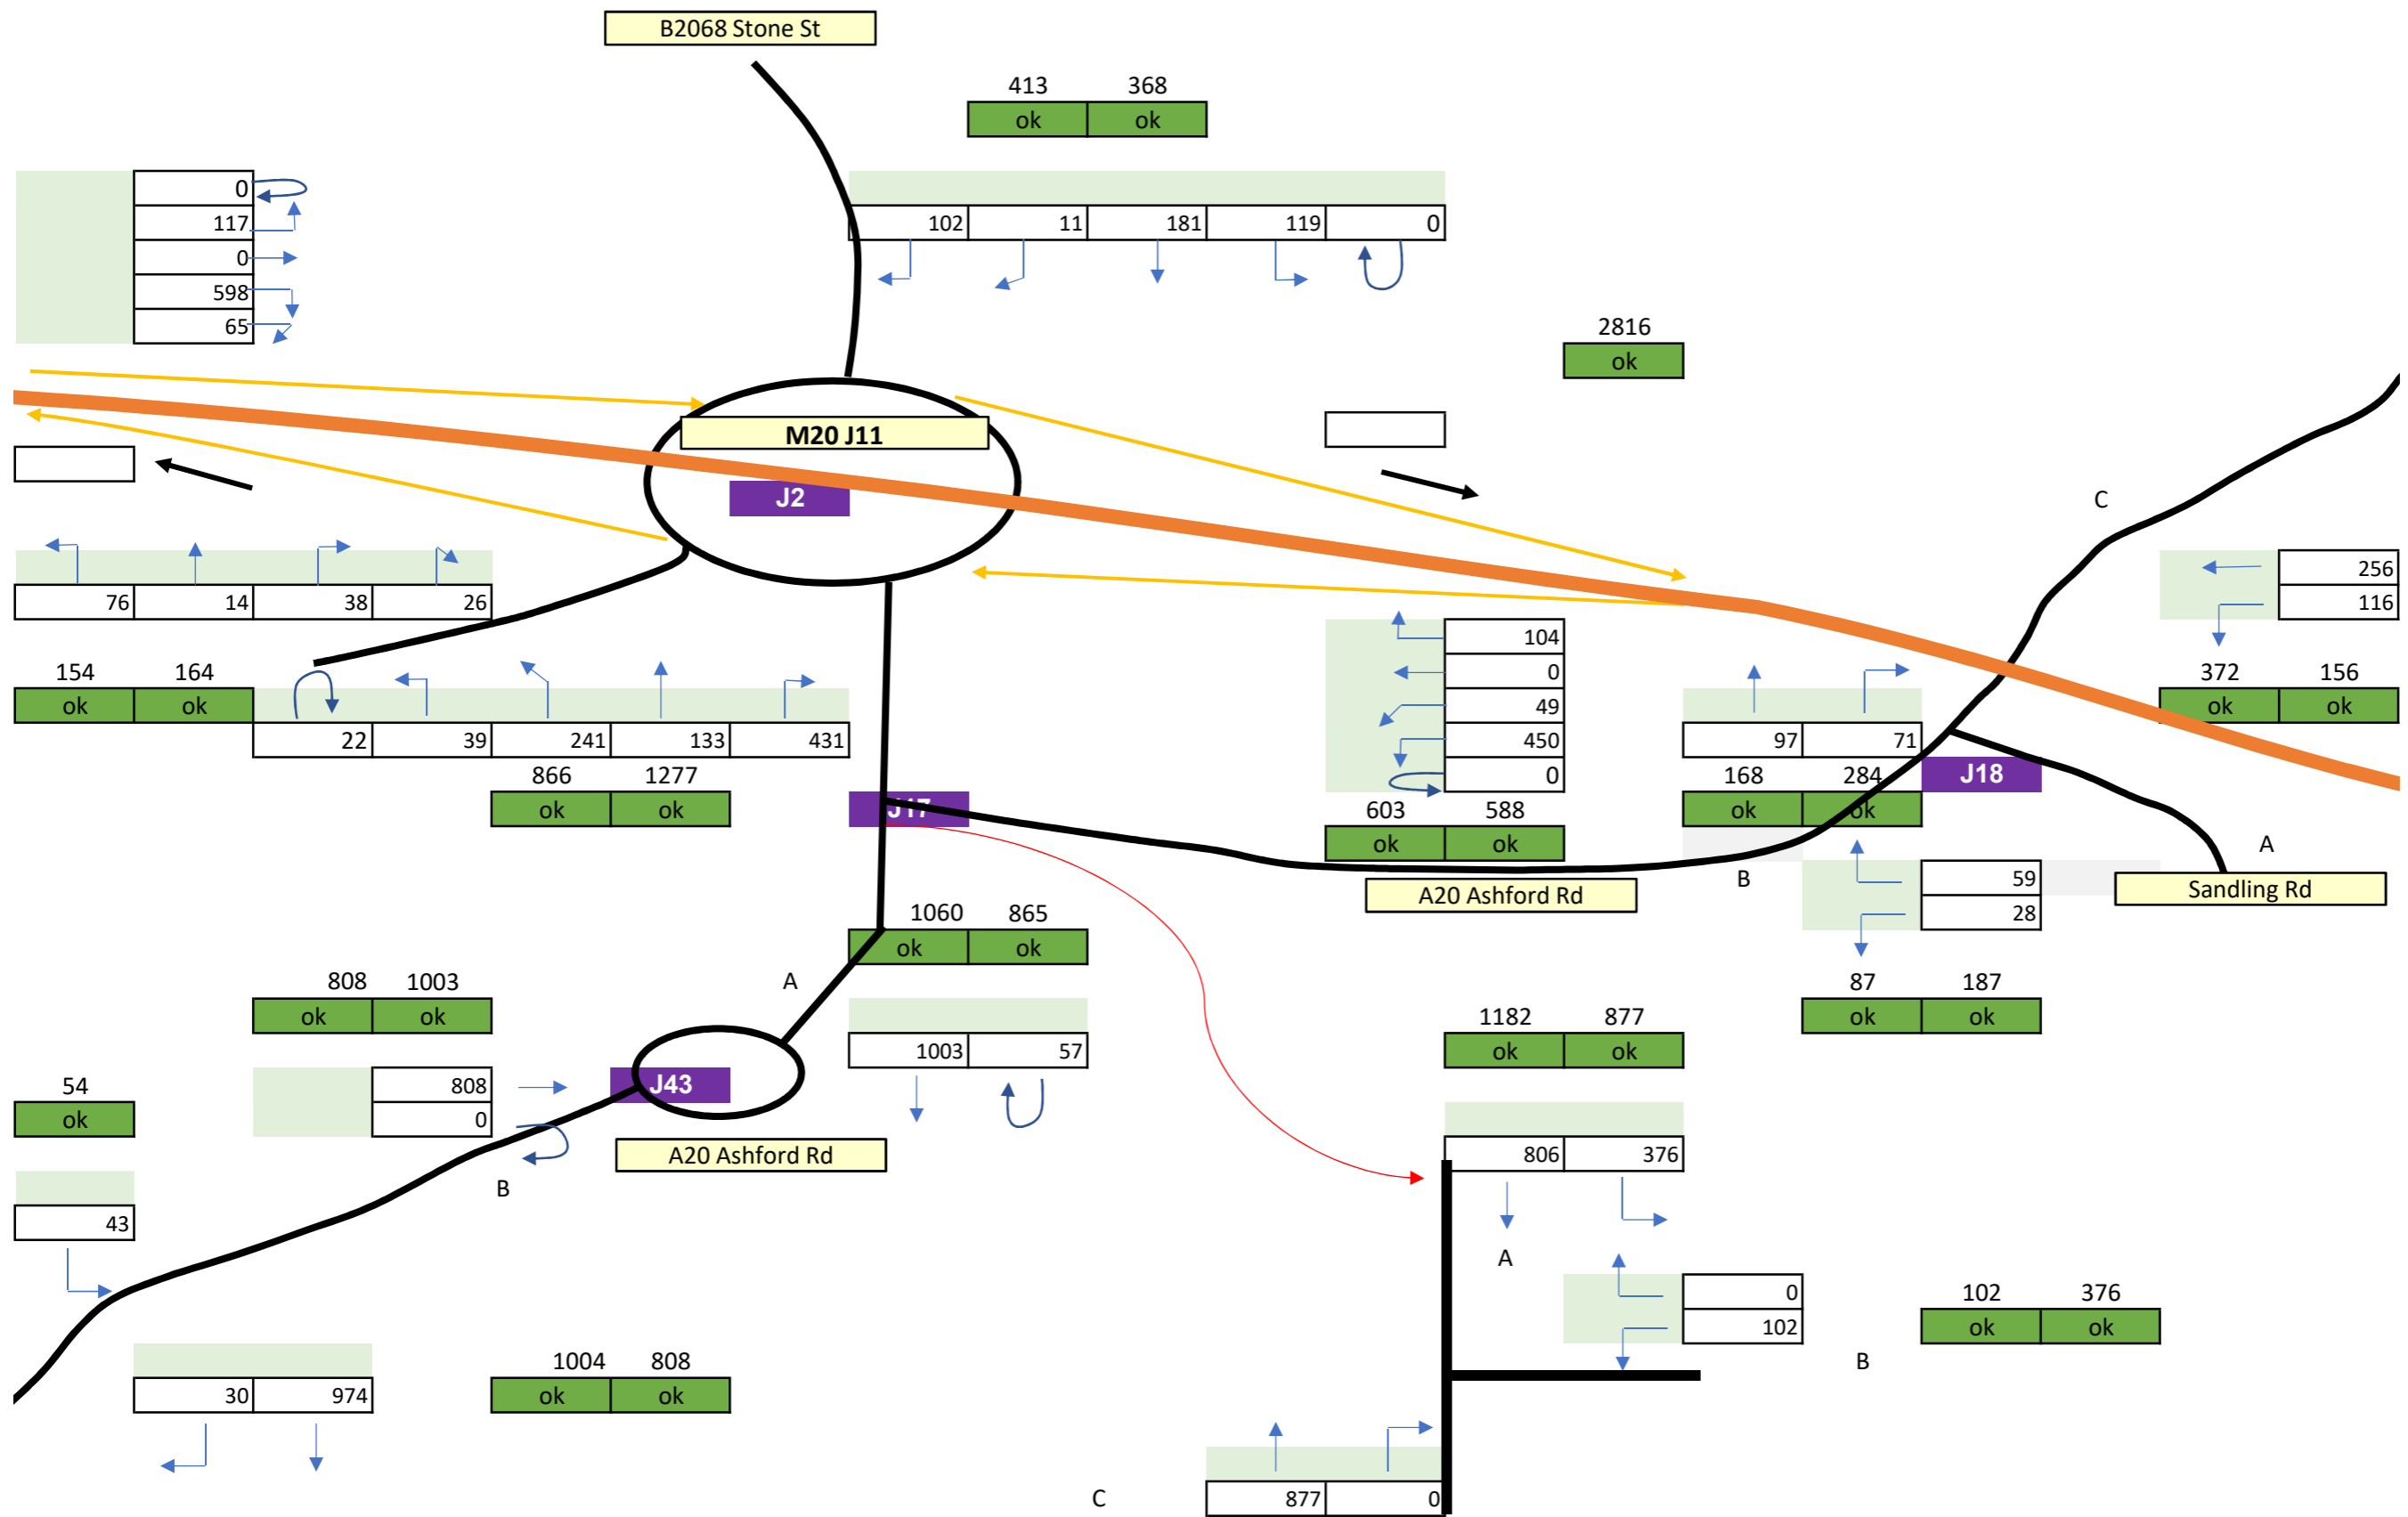 B2068 Stone St
413 368
ok ok
0
117
0
598
65
102 11 181 119 0
2816
ok
M20 J11
J2
C
76 14 38 26
256
116
104
0
49
450
0
154 164
ok ok
372 156
ok ok
22 39 241 133 431
97 71
866 1277
ok ok
J17
168 284
ok ok
J18
603 588
ok ok
A
B
A20 Ashford Rd
59
28
Sandling Rd
1060 865
ok ok
A
808 1003
ok ok
87 187
ok ok
1182 877
ok ok
1003 57
54
ok
808
0
J43
A20 Ashford Rd
B
806 376
43
A
0
102
102 376
ok ok
B
1004 808
ok ok
30 974
C
877 0